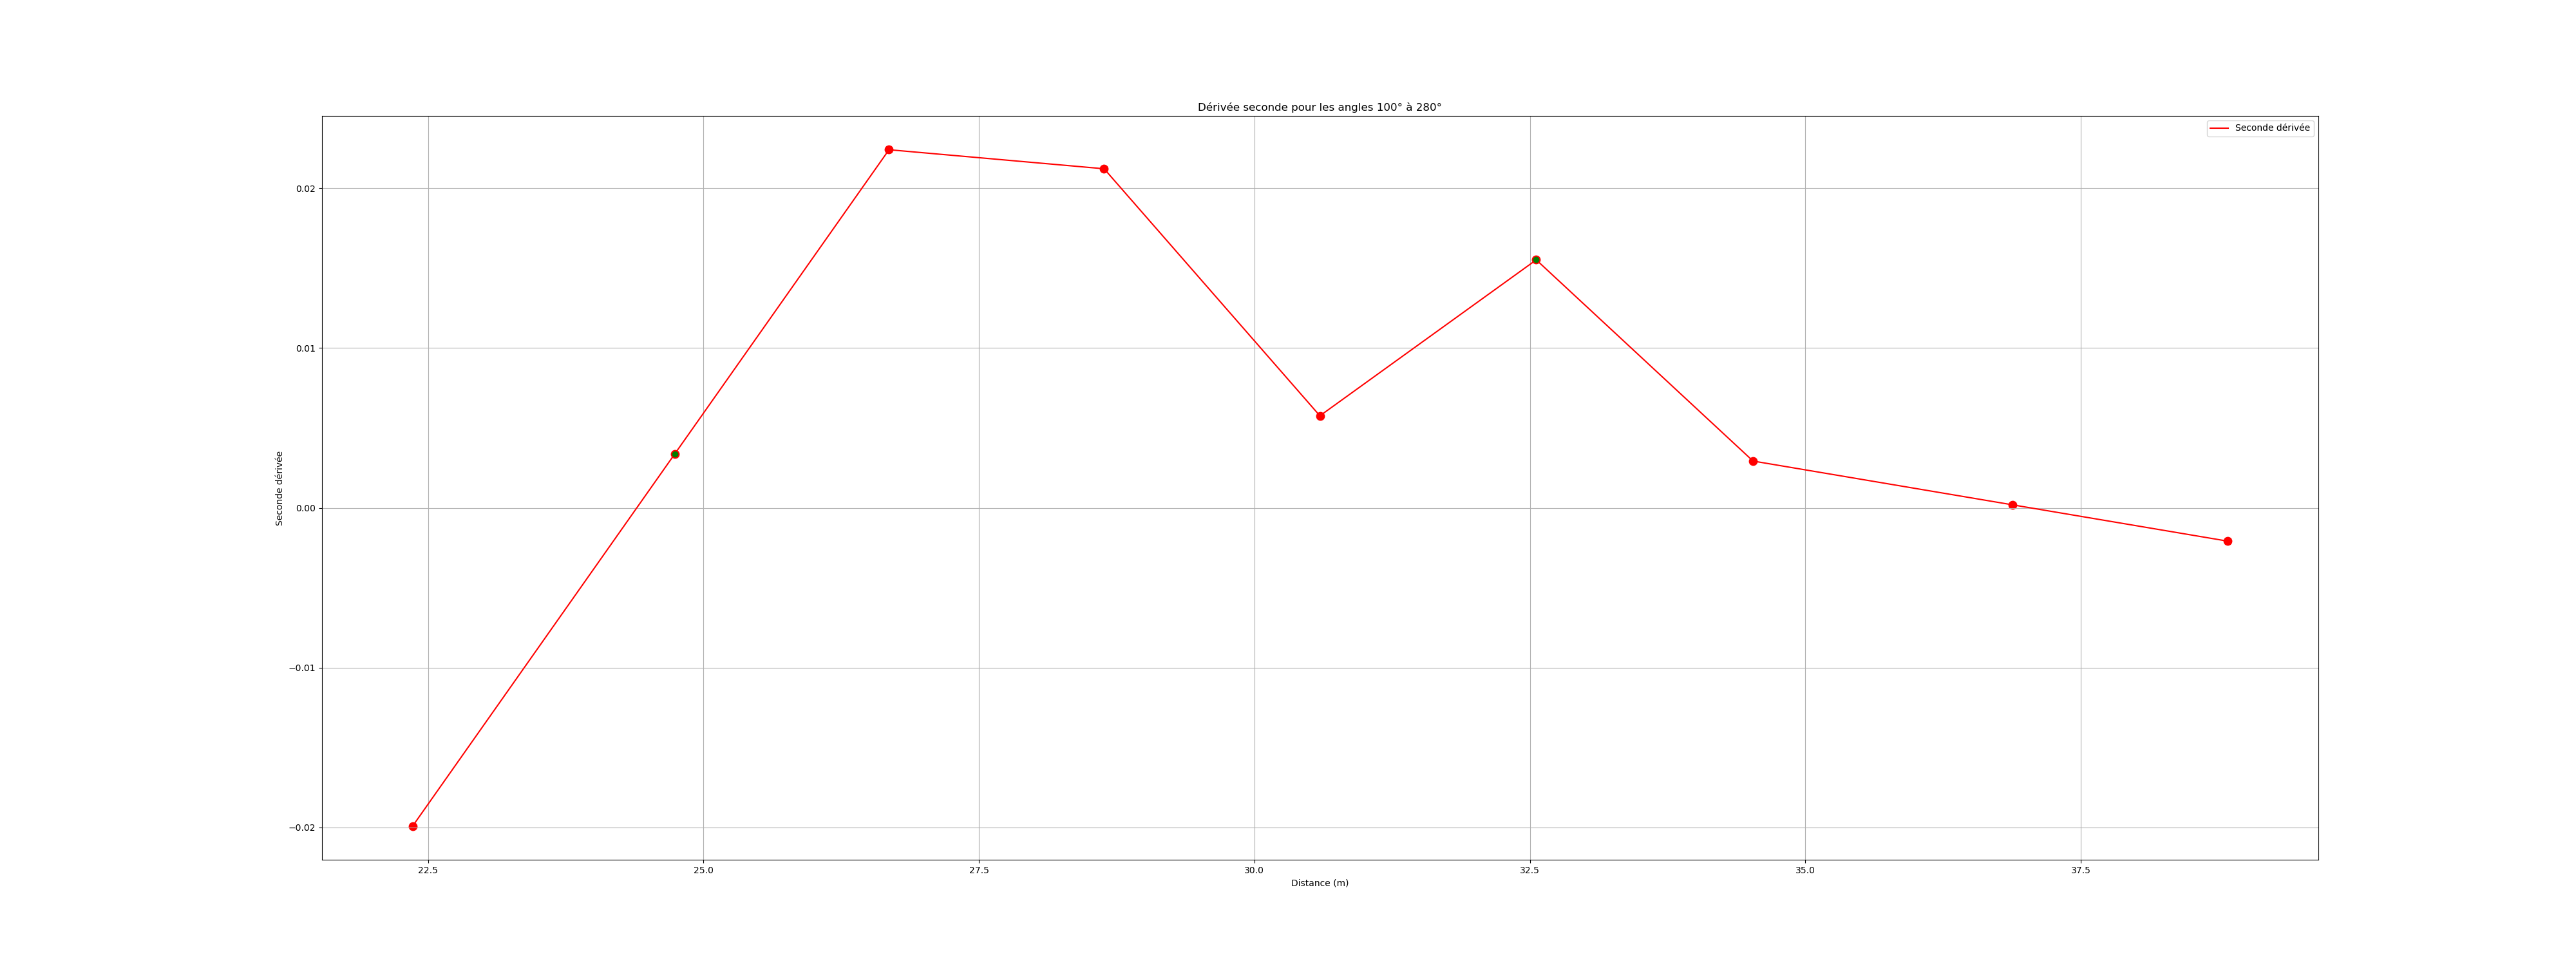 Dérivée seconde pour les angles 100° à 280°
Seconde dérivée
0.02
0.01
0.00
−0.01
−0.02
Seconde dérivée
22.5 25.0 27.5 30.0 32.5 35.0 37.5
Distance (m)